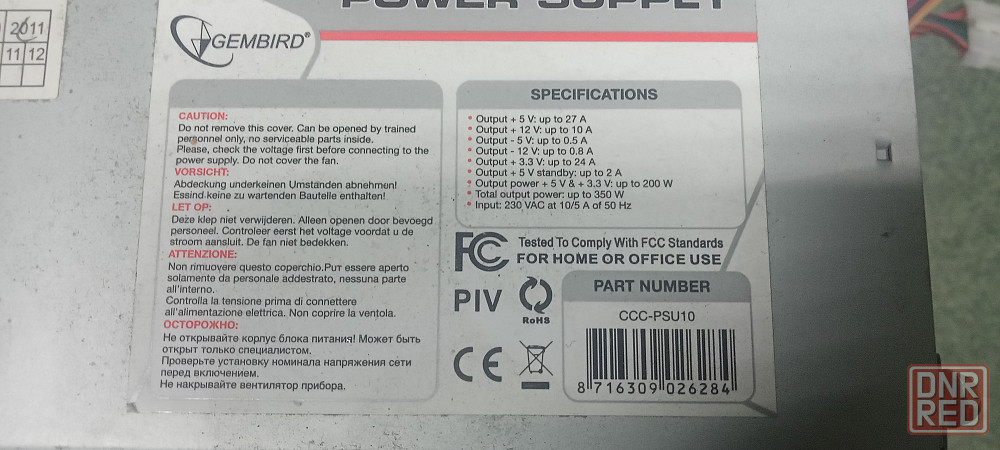 POWER SUPPLY
2011
11 12
GEMBIRD®
CAUTION:
Do not remove this cover. Can be opened by trained
personnel only, no serviceable parts inside.
Please, check the voltage first before connecting to the
power supply. Do not cover the fan.
VORSICHT:
Abdeckung underkeinen Umstanden abnehmen!
Essind keine zu wartenden Bauteile enthalten!
LET OP:
Deze klep niet verwijderen. Alleen openen door bevoegd
personeel. Controleer eerst het voltage voordat u de
stroom aansluit. De fan niet bedekken.
ATTENZIONE:
Non rimuovere questo coperchio.Рuт essere aperto
solamente da personale addestrato, nessuna parte
all'interno.
Controlla la tensione prima di connettere
all'alimentazione elettrica. Non coprire la ventola.
ОСТОРОЖНО:
Не открывайте корпус блока питания! Может быть
открыт только специалистом.
Проверьте установку номинала напряжения сети
перед включением.
Не накрывайте вентилятор прибора.
SPECIFICATIONS
• Output + 5 V: up to 27 A
• Output + 12 V: up to 10 A
• Output - 5 V: up to 0.5 A
• Output - 12 V: up to 0.8 A
• Output + 3.3 V: up to 24 A
• Output + 5 V standby: up to 2 A
• Output power + 5 V & + 3.3 V: up to 200 W
• Total output power: up to 350 W
• Input: 230 VAC at 10/5 A of 50 Hz
FC Tested To Comply With FCC Standards
FOR HOME OR OFFICE USE
PIV
RoHS
CE
PART NUMBER
CCC-PSU10
8 716309 026284
DNR
RED